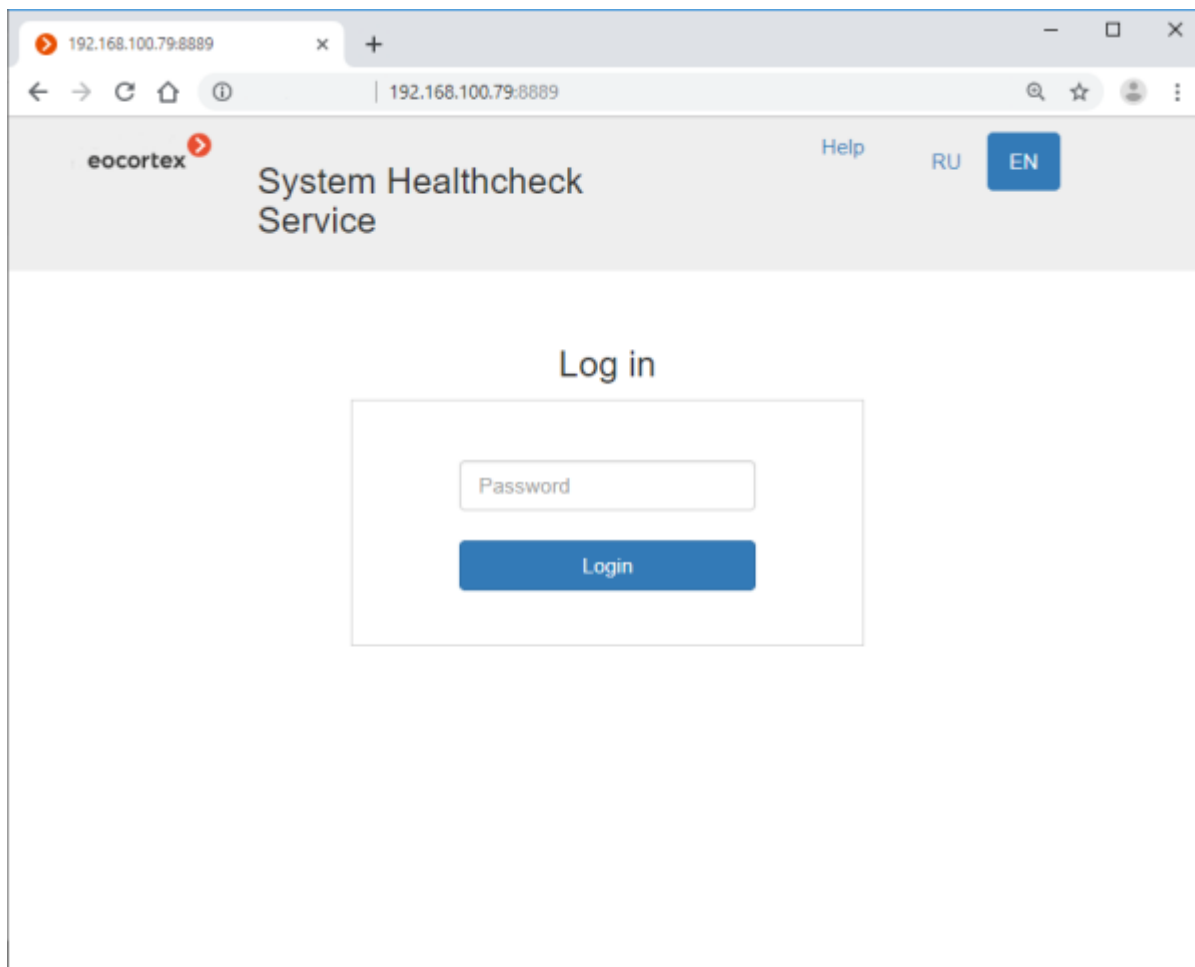 192.168.100.79:8889
192.168.100.79:8889
eocortex
System Healthcheck
Service
Help
RU
EN
Log in
Password
Login